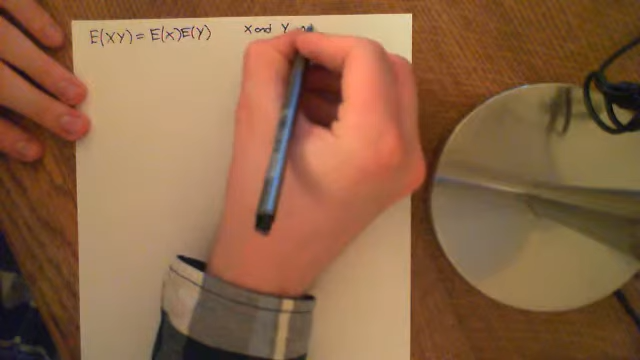 E(XY) = E(X)E(Y) X and Y